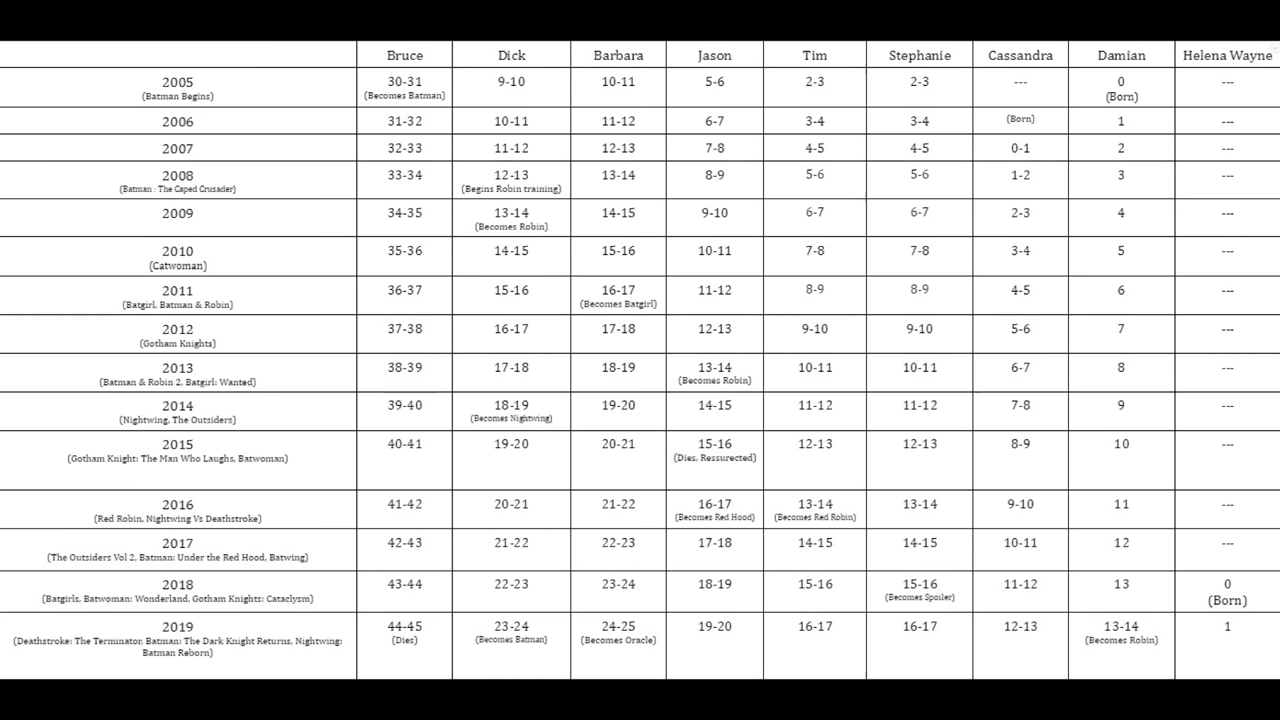 Bruce Dick Barbara Jason Tim Stephanie Cassandra Damian Helena Wayne
2005 30-31 9-10 10-11 5-6 2-3 2-3 --- 0 ---
(Batman Begins) (Becomes Batman) (Born)
2006 31-32 10-11 11-12 6-7 3-4 3-4 (Born) 1 ---
2007 32-33 11-12 12-13 7-8 4-5 4-5 0-1 2 ---
2008 33-34 12-13 13-14 8-9 5-6 5-6 1-2 3 ---
(Batman : The Caped Crusader) (Begins Robin training)
2009 34-35 13-14 14-15 9-10 6-7 6-7 2-3 4 ---
(Becomes Robin)
2010 35-36 14-15 15-16 10-11 7-8 7-8 3-4 5 ---
(Catwoman)
2011 36-37 15-16 16-17 11-12 8-9 8-9 4-5 6 ---
(Batgirl, Batman & Robin) (Becomes Batgirl)
2012 37-38 16-17 17-18 12-13 9-10 9-10 5-6 7 ---
(Gotham Knights)
2013 38-39 17-18 18-19 13-14 10-11 10-11 6-7 8 ---
(Batman & Robin 2, Batgirl: Wanted) (Becomes Robin)
2014 39-40 18-19 19-20 14-15 11-12 11-12 7-8 9 ---
(Nightwing, The Outsiders) (Becomes Nightwing)
2015 40-41 19-20 20-21 15-16 12-13 12-13 8-9 10 ---
(Gotham Knight: The Man Who Laughs, Batwoman) (Dies, Ressurected)
2016 41-42 20-21 21-22 16-17 13-14 13-14 9-10 11 ---
(Red Robin, Nightwing Vs Deathstroke) (Becomes Red Hood) (Becomes Red Robin)
2017 42-43 21-22 22-23 17-18 14-15 14-15 10-11 12 ---
(The Outsiders Vol 2, Batman: Under the Red Hood, Batwing)
2018 43-44 22-23 23-24 18-19 15-16 15-16 11-12 13 0
(Batgirls, Batwoman: Wonderland, Gotham Knights: Cataclysm) (Becomes Spoiler) (Born)
2019 44-45 23-24 24-25 19-20 16-17 16-17 12-13 13-14 1
(Deathstroke: The Terminator, Batman: The Dark Knight Returns, Nightwing: (Dies) (Becomes Batman) (Becomes Oracle) (Becomes Robin)
Batman Reborn)